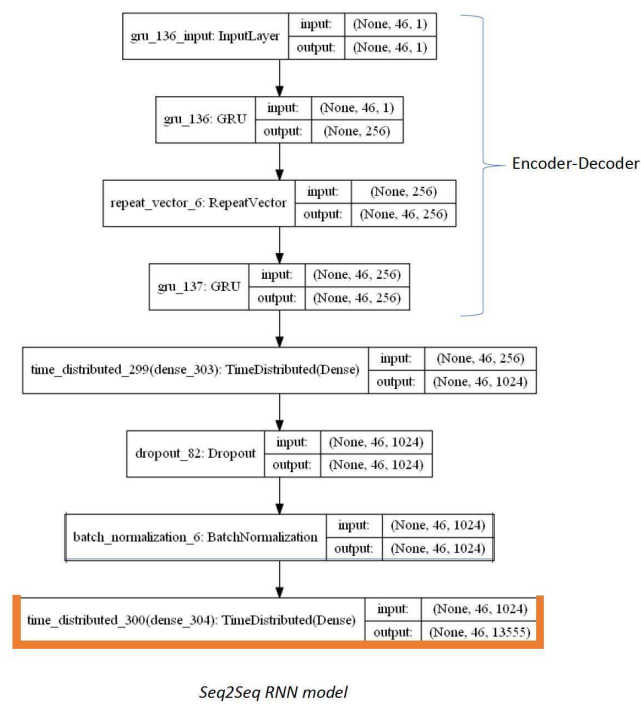 gru_136_input: InputLayer input: (None, 46, 1)
output: (None, 46, 1)
gru_136: GRU input: (None, 46, 1)
output: (None, 256)
Encoder-Decoder
repeat_vector_6: RepeatVector input: (None, 256)
output: (None, 46, 256)
gru_137: GRU input: (None, 46, 256)
output: (None, 46, 256)
time_distributed_299(dense_303): TimeDistributed(Dense) input: (None, 46, 256)
output: (None, 46, 1024)
dropout_82: Dropout input: (None, 46, 1024)
output: (None, 46, 1024)
batch_normalization_6: BatchNormalization input: (None, 46, 1024)
output: (None, 46, 1024)
time_distributed_300(dense_304): TimeDistributed(Dense) input: (None, 46, 1024)
output: (None, 46, 13555)
Seq2Seq RNN model